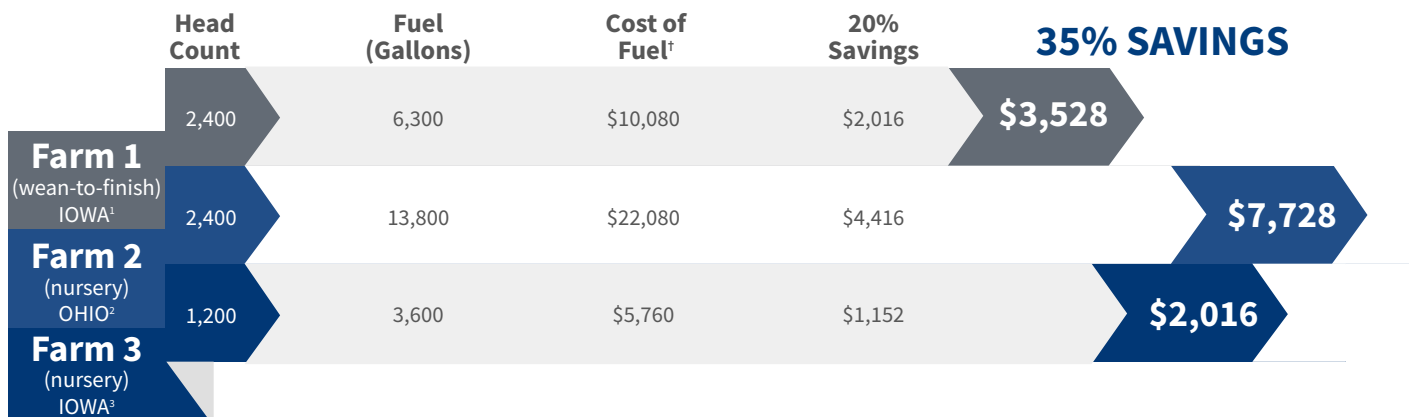 Head
Count
Fuel
(Gallons)
Cost of
Fuel†
20%
Savings
35% SAVINGS
Farm 1
(wean-to-finish)
IOWA¹
2,400
6,300
$10,080
$2,016
$3,528
Farm 2
(nursery)
OHIO²
2,400
13,800
$22,080
$4,416
$7,728
Farm 3
(nursery)
IOWA³
1,200
3,600
$5,760
$1,152
$2,016